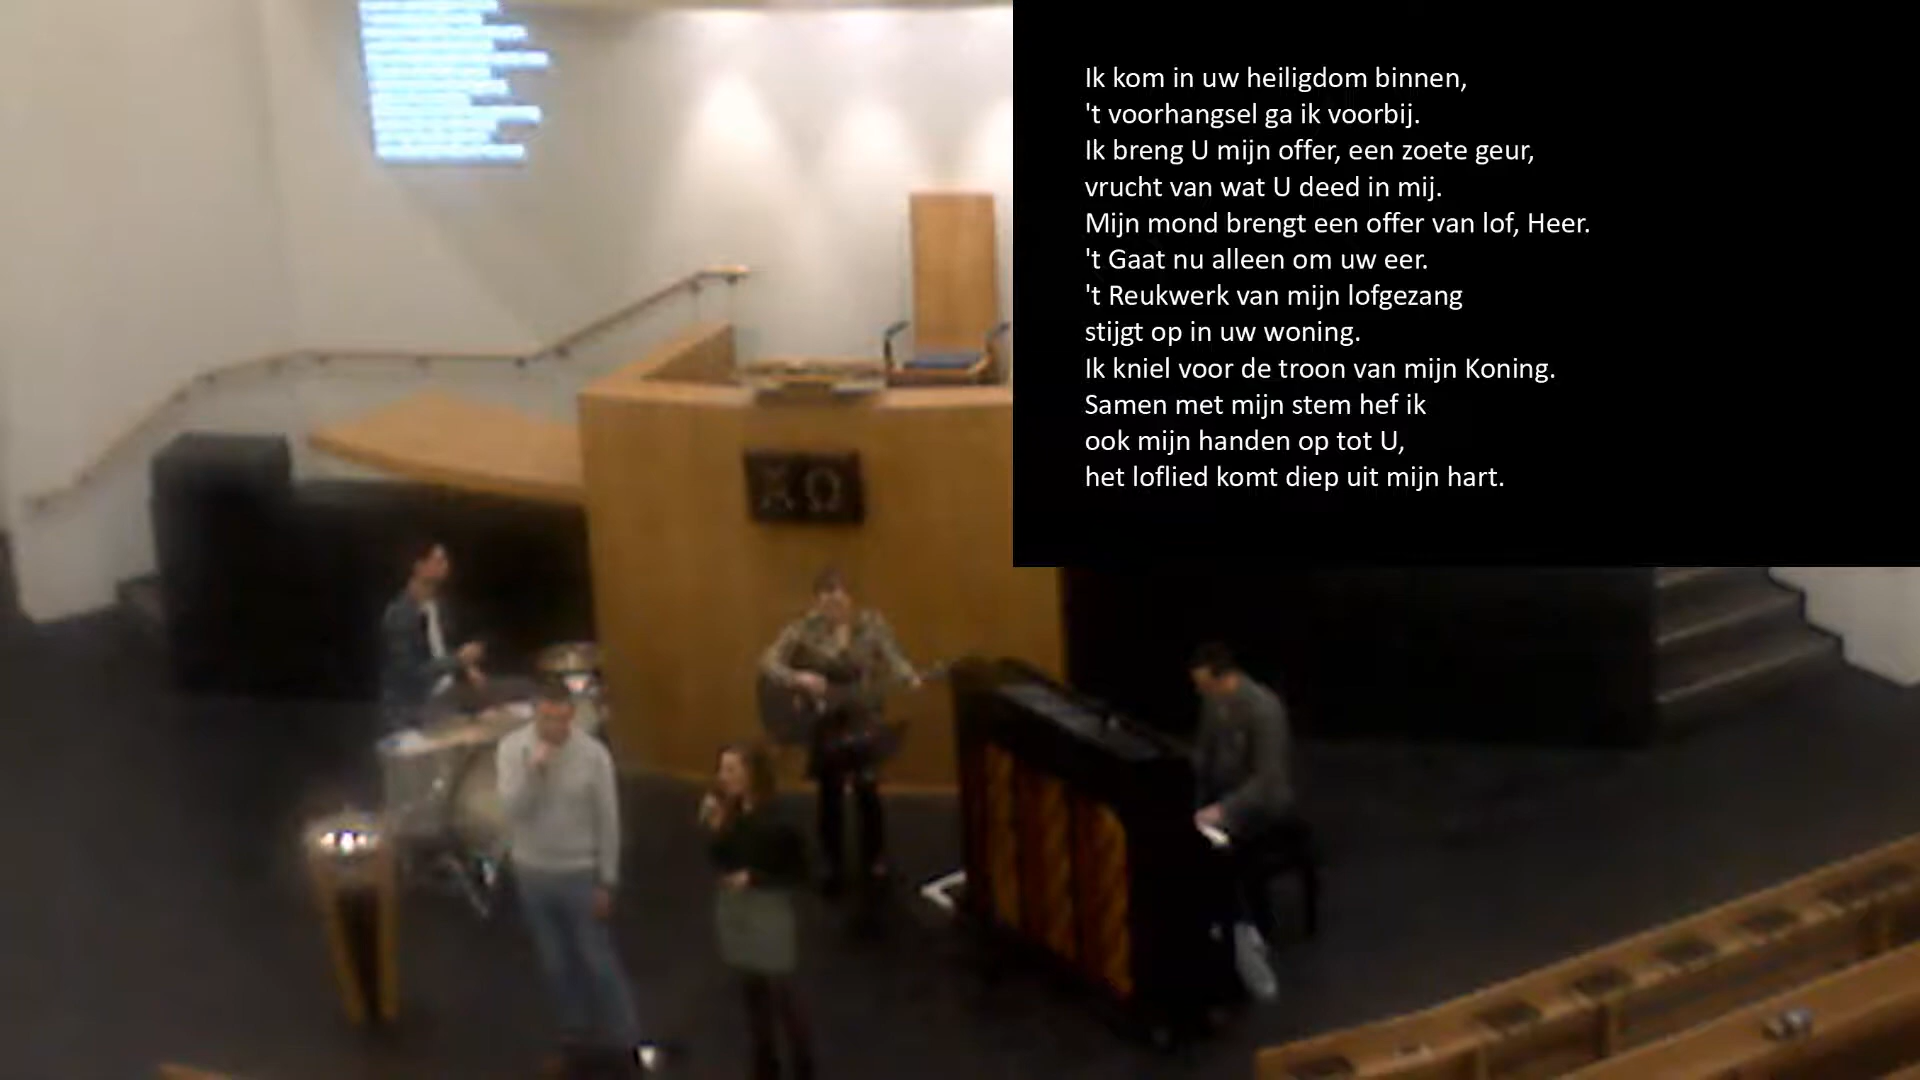 Ik kom in uw heiligdom binnen,
't voorhangsel ga ik voorbij.
Ik breng U mijn offer, een zoete geur,
vrucht van wat U deed in mij.
Mijn mond brengt een offer van lof, Heer.
't Gaat nu alleen om uw eer.
't Reukwerk van mijn lofgezang
stijgt op in uw woning.
Ik kniel voor de troon van mijn Koning.
Samen met mijn stem hef ik
ook mijn handen op tot U,
het loflied komt diep uit mijn hart.
Ω